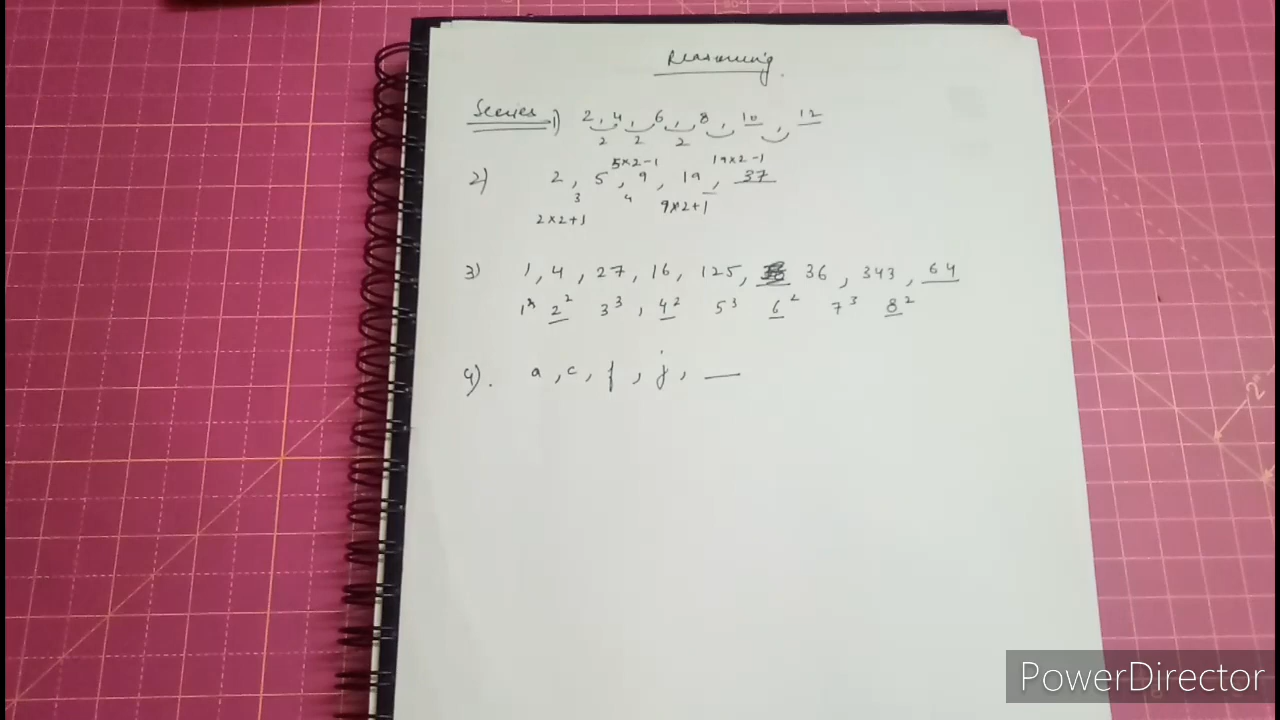 Reasoning
Series 1) 2, 4, 6, 8, 10, 12
2 2 2
5×2-1 19×2-1
2) 2, 5, 9, 19, 37
3 4 9×2+1
2×2+1
3) 1, 4, 27, 16, 125, 36, 343, 64
1³ 2² 3³, 4² 5³ 6² 7³ 8²
4). a, c, f, j, __
2"
PowerDirector